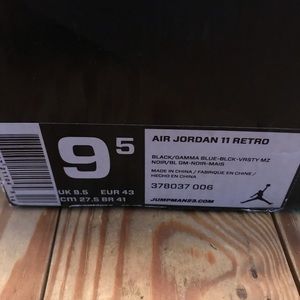 9.5
UK 8.5 EUR 43
cm 27.5 BR 41
AIR JORDAN 11 RETRO
BLACK/GAMMA BLUE-BLCK-VRSTY MZ
NOIR/BL GM-NOIR-MAIS
MADE IN CHINA / FABRIQUE EN CHINE /
HECHO EN CHINA
378037 006
JUMPMAN23.COM